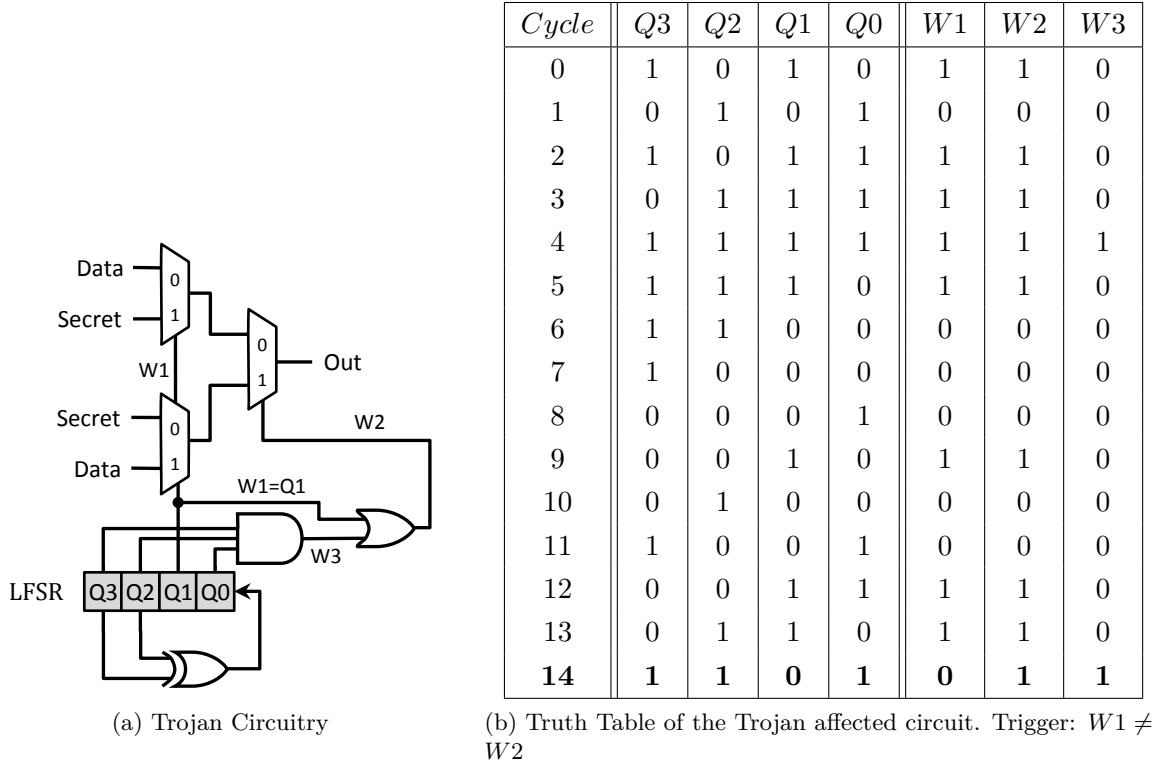 Data
0
Secret
1
W1
0
1
Out
Secret
0
Data
1
W2
W1=Q1
W3
LFSR Q3 Q2 Q1 Q0
(a) Trojan Circuitry
Cycle Q3 Q2 Q1 Q0 W1 W2 W3
0 1 0 1 0 1 1 0
1 0 1 0 1 0 0 0
2 1 0 1 1 1 1 0
3 0 1 1 1 1 1 0
4 1 1 1 1 1 1 1
5 1 1 1 0 1 1 0
6 1 1 0 0 0 0 0
7 1 0 0 0 0 0 0
8 0 0 0 1 0 0 0
9 0 0 1 0 1 1 0
10 0 1 0 0 0 0 0
11 1 0 0 1 0 0 0
12 0 0 1 1 1 1 0
13 0 1 1 0 1 1 0
14 1 1 0 1 0 1 1
(b) Truth Table of the Trojan affected circuit. Trigger: W1 ≠
W2